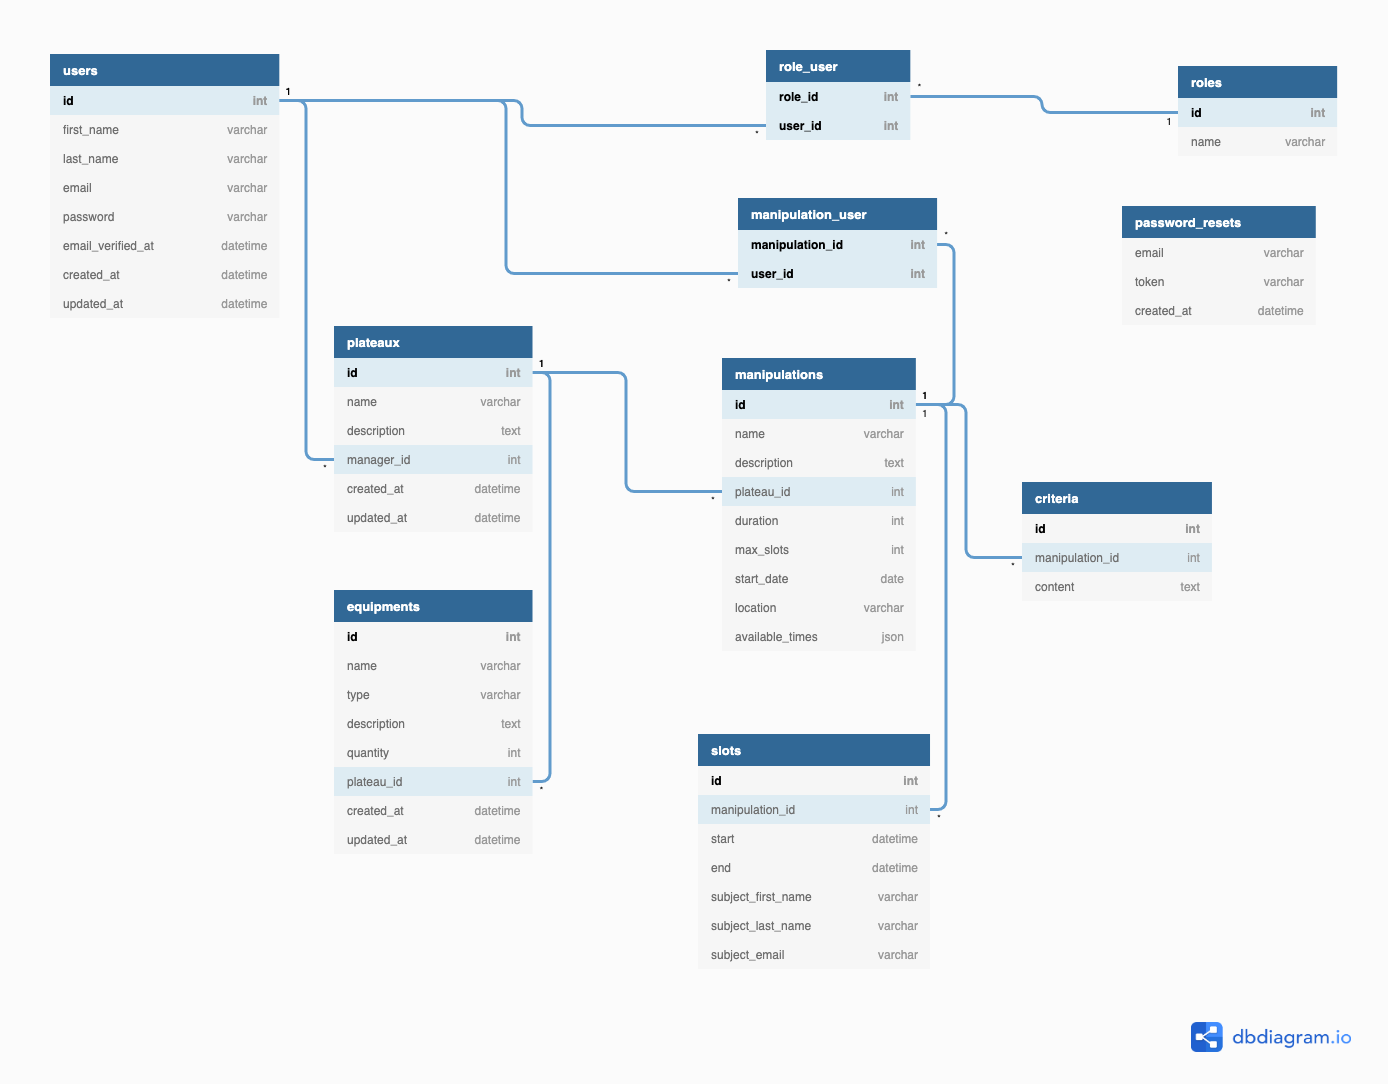 users
id int
first_name varchar
last_name varchar
email varchar
password varchar
email_verified_at datetime
created_at datetime
updated_at datetime
role_user
role_id int
user_id int
roles
id int
name varchar
manipulation_user
manipulation_id int
user_id int
password_resets
email varchar
token varchar
created_at datetime
plateaux
id int
name varchar
description text
manager_id int
created_at datetime
updated_at datetime
manipulations
id int
name varchar
description text
plateau_id int
duration int
max_slots int
start_date date
location varchar
available_times json
criteria
id int
manipulation_id int
content text
equipments
id int
name varchar
type varchar
description text
quantity int
plateau_id int
created_at datetime
updated_at datetime
slots
id int
manipulation_id int
start datetime
end datetime
subject_first_name varchar
subject_last_name varchar
subject_email varchar
1
*
*
1
*
*
*
1
*
*
1
1
*
*
*
dbdiagram.io